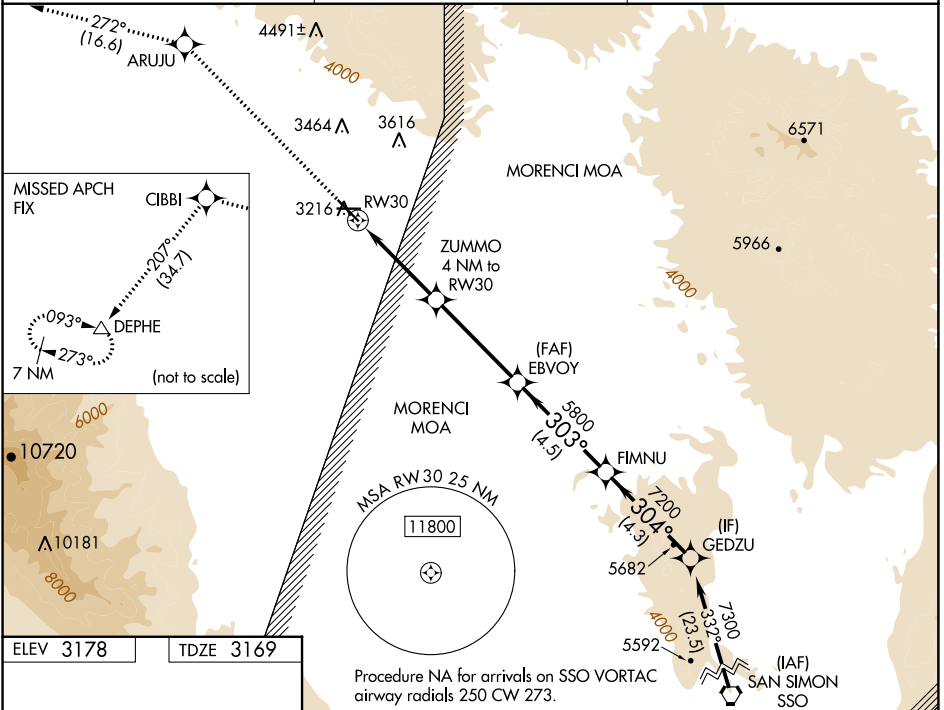 272°
(16.6)
ARUJU
4491±
4000
3464
3616
6571
MORENCI MOA
MISSED APCH
FIX
CIBBI
207°
(34.7)
093°
DEPHE
273°
7 NM
(not to scale)
3216
RW30
5966
4000
ZUMMO
4 NM to
RW30
(FAF)
EBVOY
6000
10720
MORENCI
MOA
5800
303°
(4.5)
FIMNU
MSA RW30 25 NM
11800
7200
304°
(4.3)
(IF)
GEDZU
5682
10181
8000
4000
5592
7300
332°
(23.5)
(IAF)
SAN SIMON
SSO
ELEV 3178
TDZE 3169
Procedure NA for arrivals on SSO VORTAC
airway radials 250 CW 273.